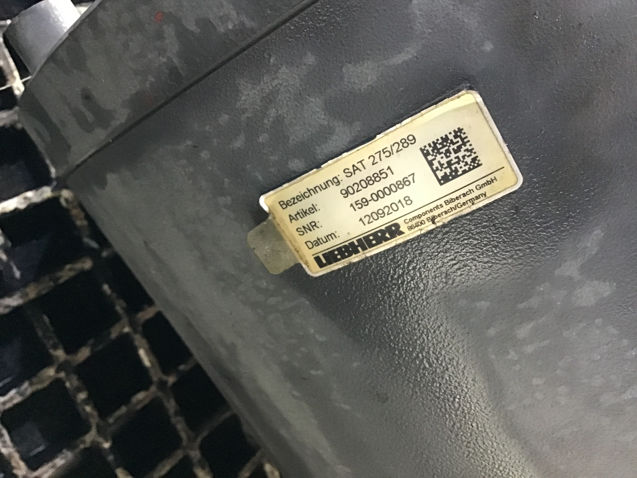 Bezeichnung: SAT 275/289
Artikel: 90208851
SNR: 159-0000867
Datum: 12092018
LIEBHERR Components Biberach GmbH
88400 Biberach/Germany